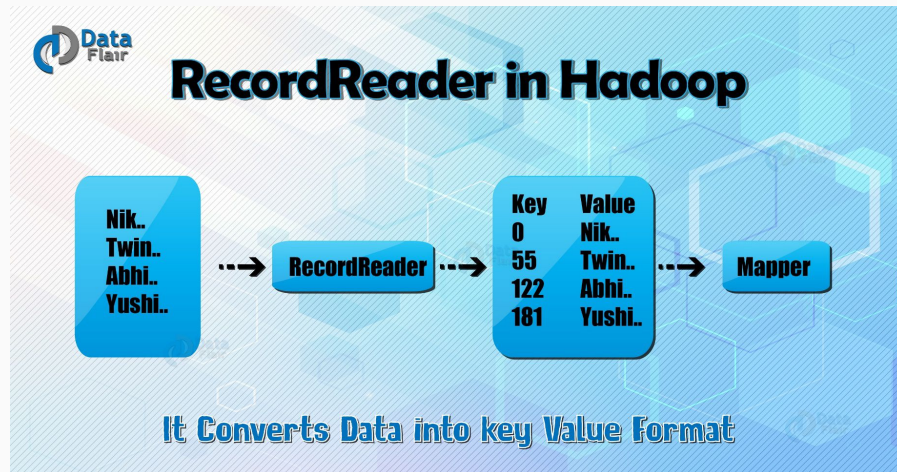 Data
Flair
RecordReader in Hadoop
Nik..
Twin..
Abhi..
Yushi..
RecordReader
Key Value
0 Nik..
55 Twin..
122 Abhi..
181 Yushi..
Mapper
It Converts Data into key Value Format